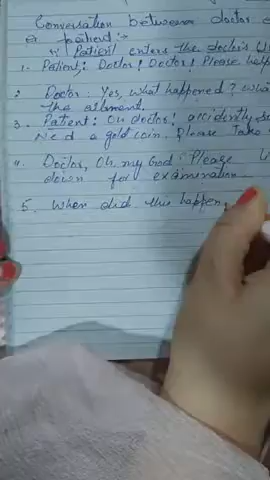 Conversation between doctor
& patient :-
Patient enters the doctor's
1. Patient: Doctor! Doctor! Please help
2. Doctor: Yes, what happened?
the ailment.
3. Patient: Oh doctor! accidently
a gold coin. Please Take
4. Doctor, Oh my God. Please
down for examination
5. When did this happen,